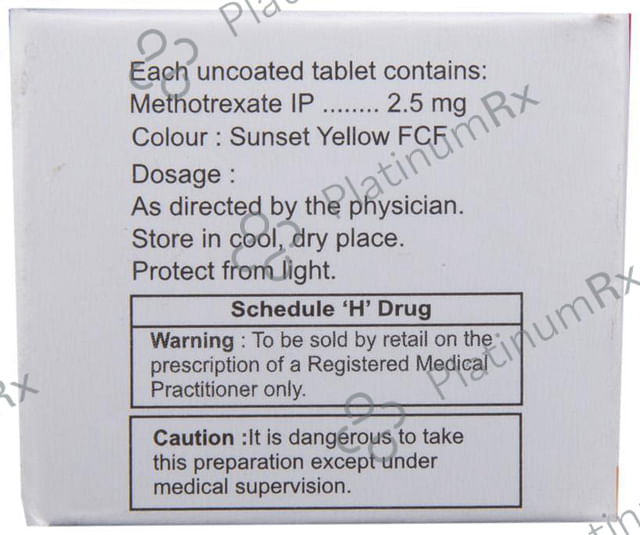 Each uncoated tablet contains:
Methotrexate IP ........ 2.5 mg
Colour : Sunset Yellow FCF
Dosage :
As directed by the physician.
Store in cool, dry place.
Protect from light.
Schedule ‘H’ Drug
Warning : To be sold by retail on the
prescription of a Registered Medical
Practitioner only.
Caution :It is dangerous to take
this preparation except under
medical supervision.
PlatinumRx
PlatinumRx